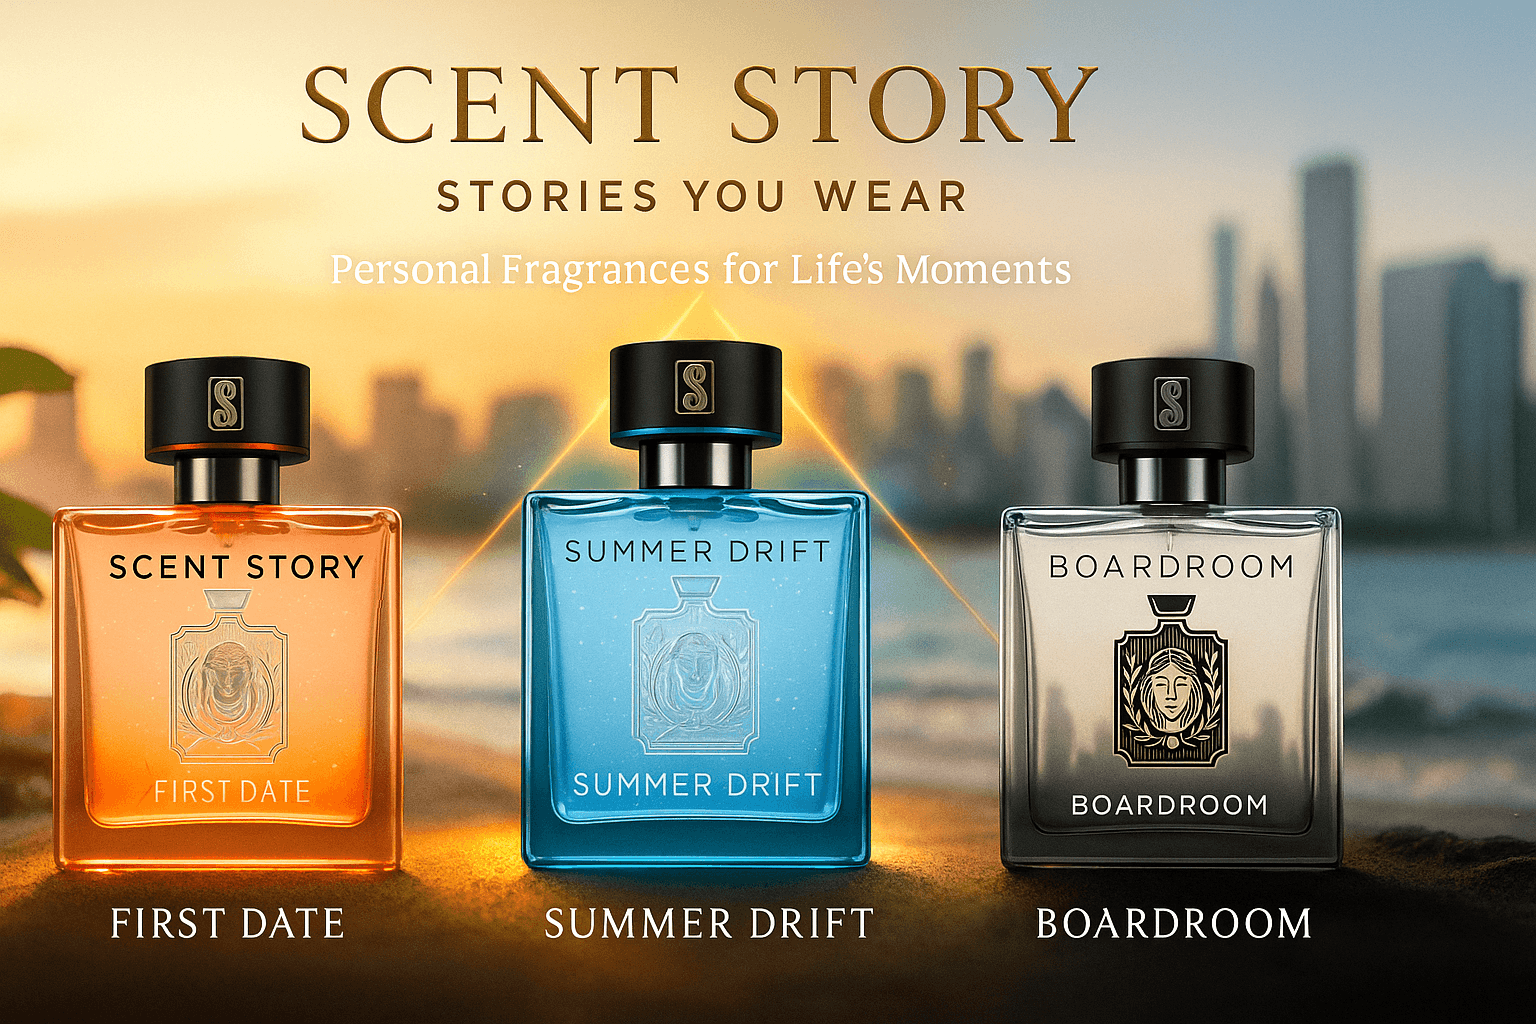 SCENT STORY
STORIES YOU WEAR
Personal Fragrances for Life's Moments
S
S
S
SCENT STORY
FIRST DATE
SUMMER DRIFT
SUMMER DRIFT
BOARDROOM
BOARDROOM
FIRST DATE
SUMMER DRIFT
BOARDROOM